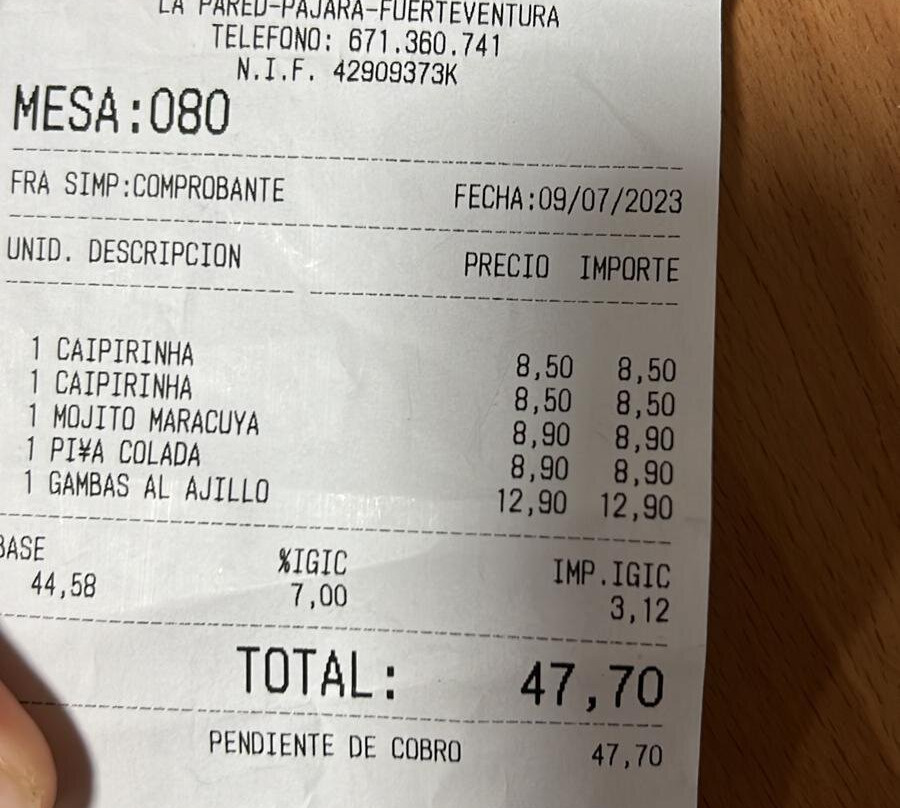 LA PARED-PAJARA-FUERTEVENTURA
TELEFONO: 671.360.741
N.I.F. 42909373K
MESA:080
FRA SIMP:COMPROBANTE FECHA:09/07/2023
UNID. DESCRIPCION PRECIO IMPORTE
1 CAIPIRINHA 8,50 8,50
1 CAIPIRINHA 8,50 8,50
1 MOJITO MARACUYA 8,90 8,90
1 PI¥A COLADA 8,90 8,90
1 GAMBAS AL AJILLO 12,90 12,90
BASE %IGIC IMP.IGIC
44,58 7,00 3,12
TOTAL: 47,70
PENDIENTE DE COBRO 47,70